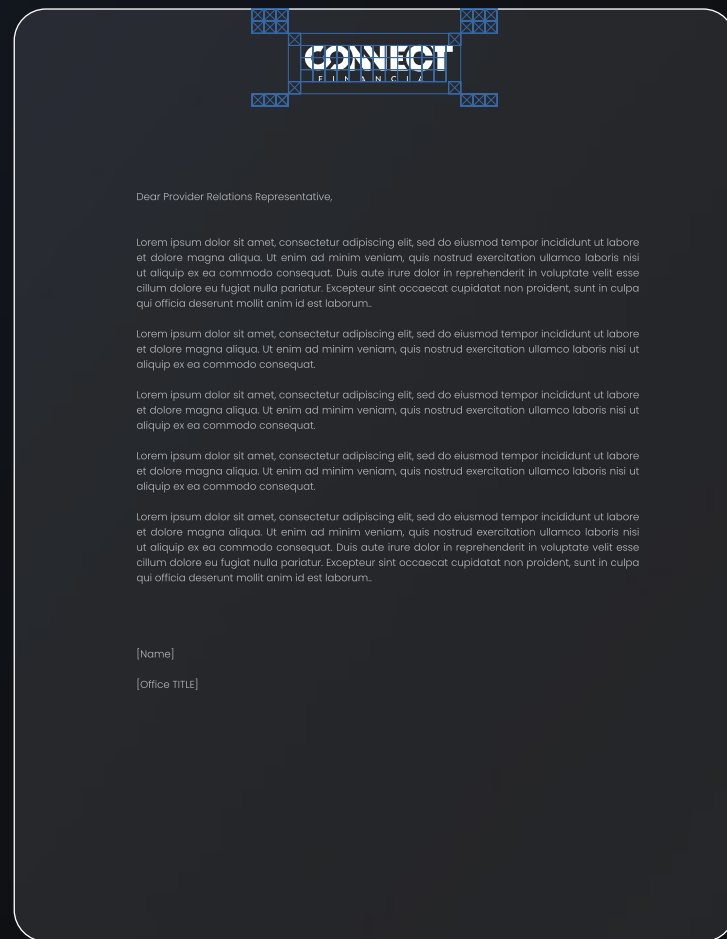 CONNECT
FINANCIA
Dear Provider Relations Representative,
Lorem ipsum dolor sit amet, consectetur adipiscing elit, sed do eiusmod tempor incididunt ut labore
et dolore magna aliqua. Ut enim ad minim veniam, quis nostrud exercitation ullamco laboris nisi
ut aliquip ex ea commodo consequat. Duis aute irure dolor in reprehenderit in voluptate velit esse
cillum dolore eu fugiat nulla pariatur. Excepteur sint occaecat cupidatat non proident, sunt in culpa
qui officia deserunt mollit anim id est laborum..
Lorem ipsum dolor sit amet, consectetur adipiscing elit, sed do eiusmod tempor incididunt ut labore
et dolore magna aliqua. Ut enim ad minim veniam, quis nostrud exercitation ullamco laboris nisi ut
aliquip ex ea commodo consequat.
Lorem ipsum dolor sit amet, consectetur adipiscing elit, sed do eiusmod tempor incididunt ut labore
et dolore magna aliqua. Ut enim ad minim veniam, quis nostrud exercitation ullamco laboris nisi ut
aliquip ex ea commodo consequat.
Lorem ipsum dolor sit amet, consectetur adipiscing elit, sed do eiusmod tempor incididunt ut labore
et dolore magna aliqua. Ut enim ad minim veniam, quis nostrud exercitation ullamco laboris nisi ut
aliquip ex ea commodo consequat.
Lorem ipsum dolor sit amet, consectetur adipiscing elit, sed do eiusmod tempor incididunt ut labore
et dolore magna aliqua. Ut enim ad minim veniam, quis nostrud exercitation ullamco laboris nisi
ut aliquip ex ea commodo consequat. Duis aute irure dolor in reprehenderit in voluptate velit esse
cillum dolore eu fugiat nulla pariatur. Excepteur sint occaecat cupidatat non proident, sunt in culpa
qui officia deserunt mollit anim id est laborum..
[Name]
[Office TITLE]